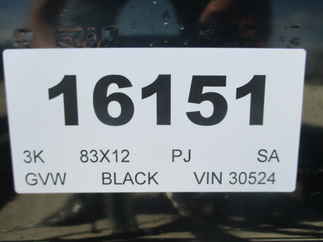 16151
3K 83X12 PJ SA
GVW BLACK VIN 30524